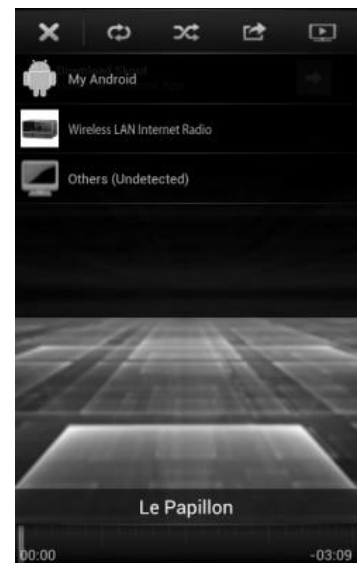 My Android
Wireless LAN Internet Radio
Others (Undetected)
Le Papillon
00:00
-03:09